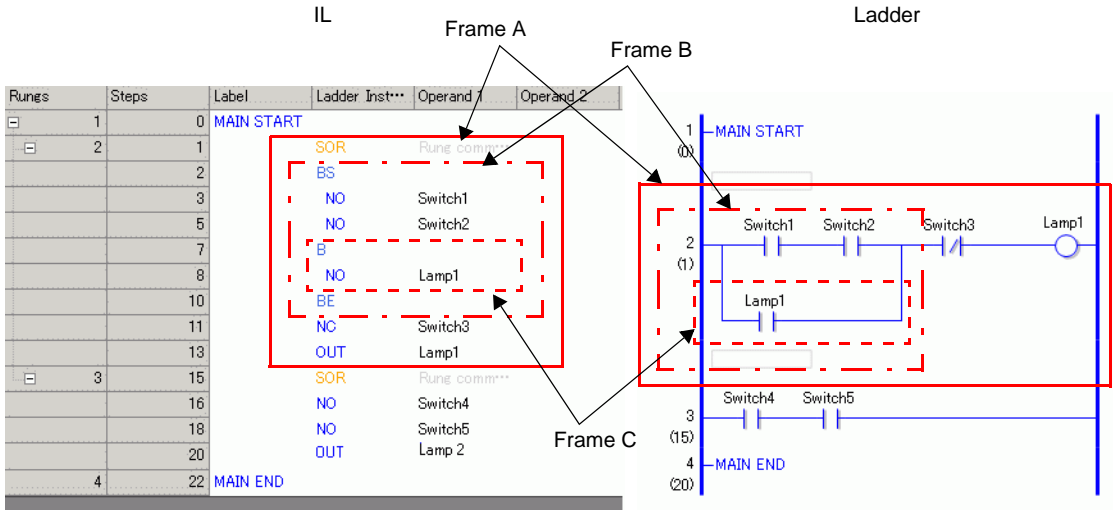 IL
Ladder
Frame A
Frame B
Rungs Steps Label Ladder Inst··· Operand 1 Operand 2
1 0 MAIN START
2 1 SOR Rung comm···
2 BS
3 NO Switch1
5 NO Switch2
7 B
8 NO Lamp1
10 BE
11 NC Switch3
13 OUT Lamp1
3 15 SOR Rung comm···
16 NO Switch4
18 NO Switch5
20 OUT Lamp 2
4 22 MAIN END
Frame C
1 MAIN START
(0)
Switch1 Switch2 Switch3 Lamp1
2
(1)
Lamp1
Switch4 Switch5
3
(15)
4 MAIN END
(20)